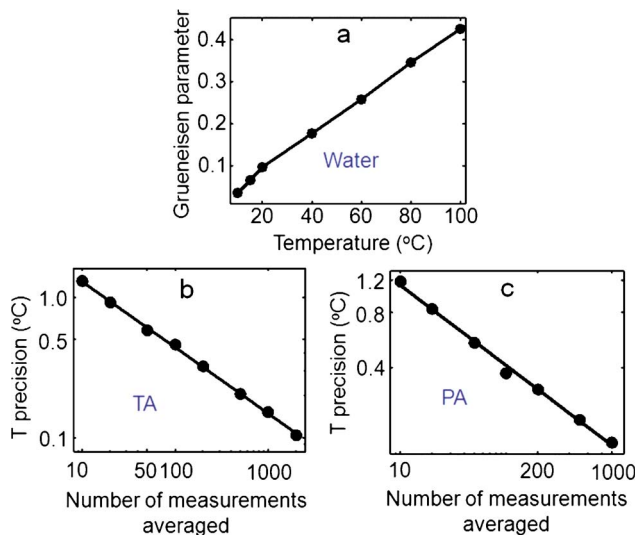 a
Grueneisen parameter
0.4
0.3
0.2
0.1
Water
20 40 60 80 100
Temperature (ºC)
b
T precision (ºC)
1.0
0.5
0.1
TA
10 50 100 1000
Number of measurements
averaged
c
T precision (ºC)
1.2
0.8
0.4
PA
10 200 1000
Number of measurements
averaged